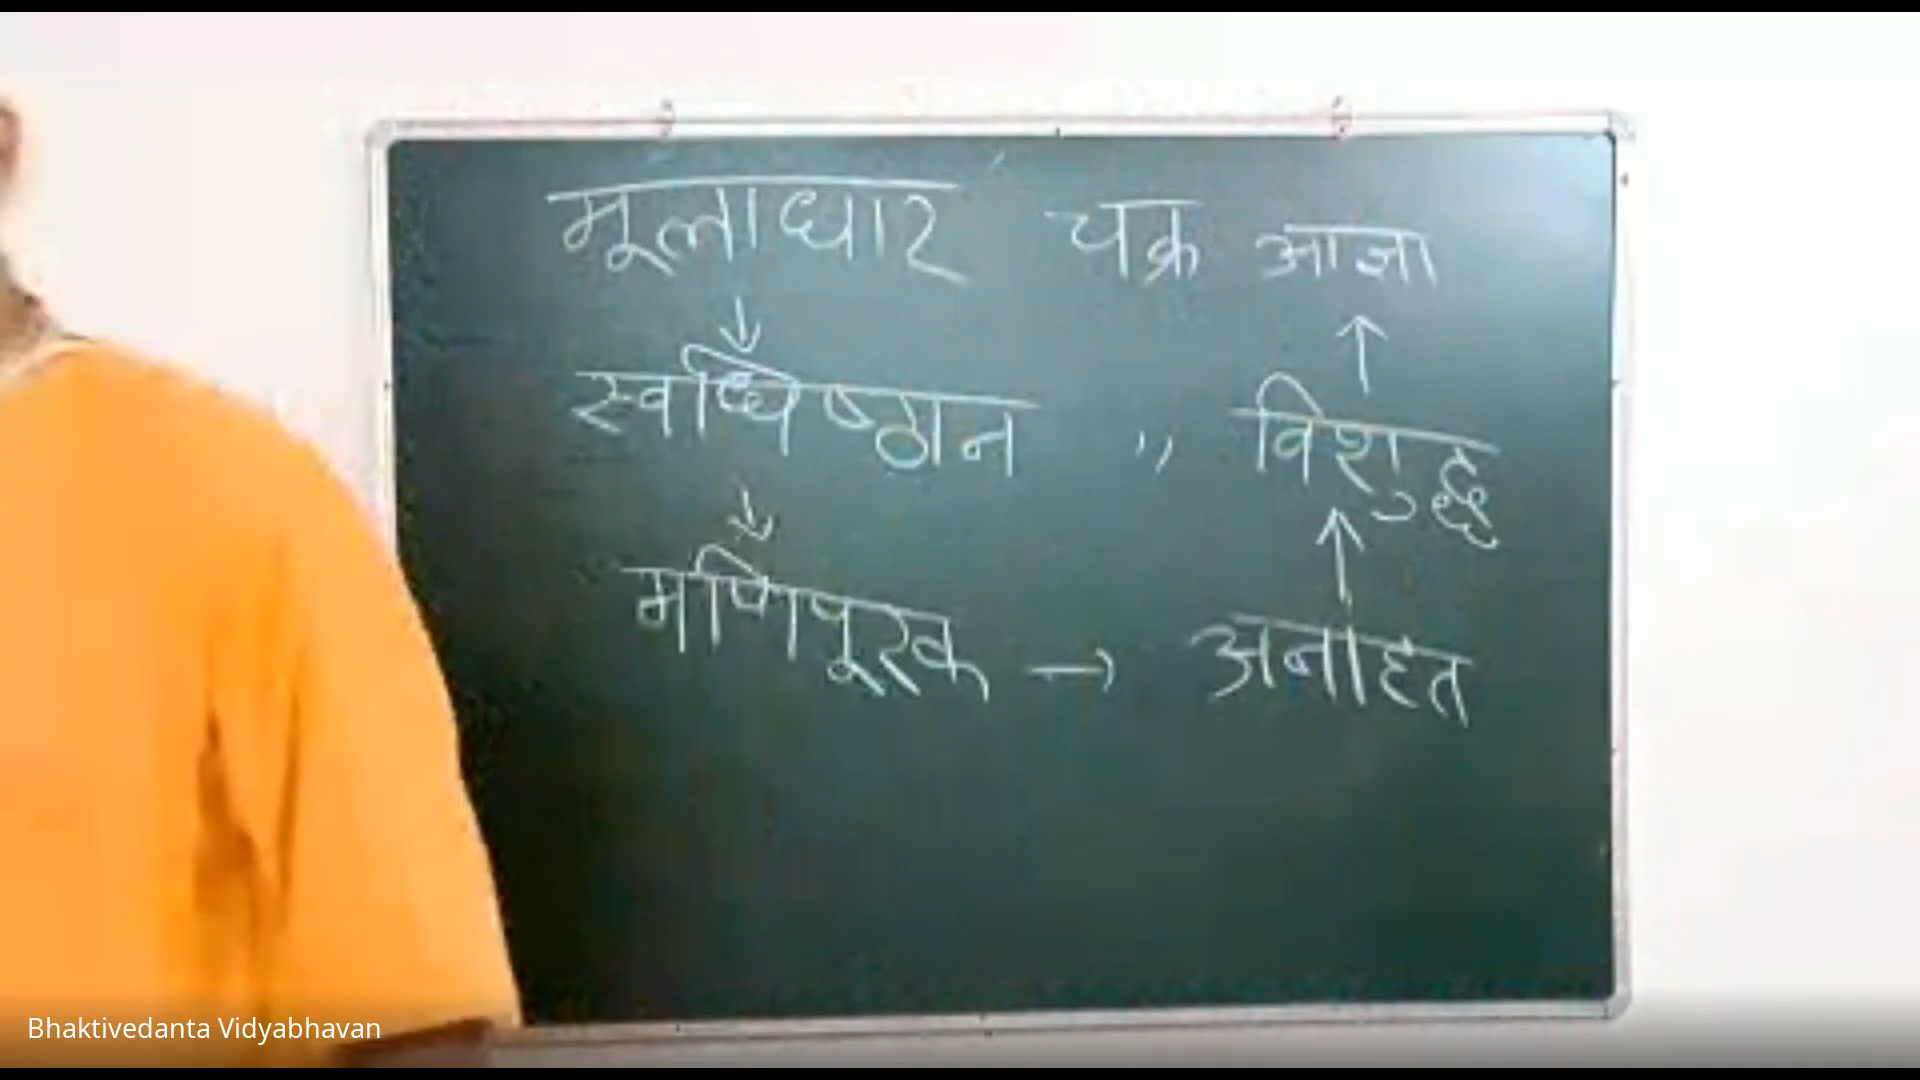 मूलाधार चक्र आज्ञा
↓ ↑
स्वाधिष्ठान " विशुद्ध
↓ ↑
मणिपूरक → अनाहत
Bhaktivedanta Vidyabhavan